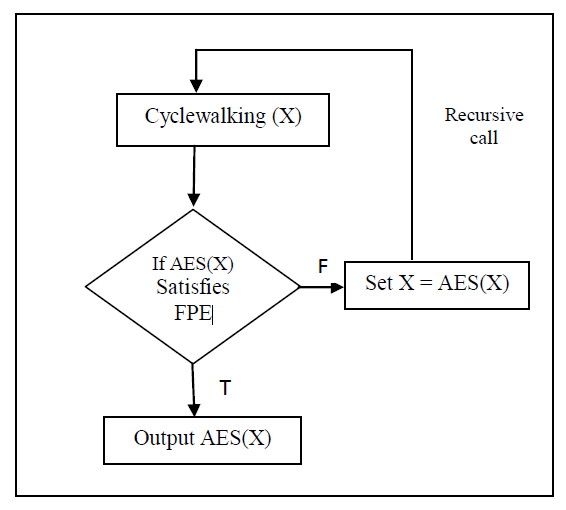 Cyclewalking (X)
Recursive
call
If AES(X)
Satisfies
FPE
F
Set X = AES(X)
T
Output AES(X)